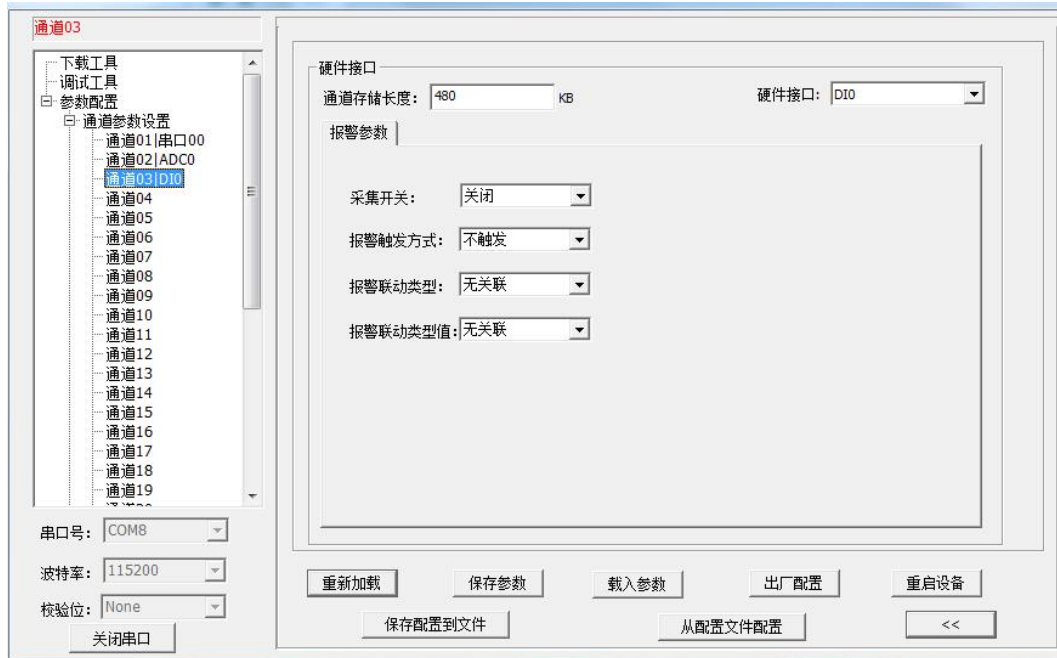 通道03
下载工具
调试工具
参数配置
通道参数设置
通道01|串口00
通道02|ADC0
通道03|DI0
通道04
通道05
通道06
通道07
通道08
通道09
通道10
通道11
通道12
通道13
通道14
通道15
通道16
通道17
通道18
通道19
串口号： COM8
波特率： 115200
校验位： None
关闭串口
硬件接口
通道存储长度： 480 KB 硬件接口： DI0
报警参数
采集开关： 关闭
报警触发方式： 不触发
报警联动类型： 无关联
报警联动类型值： 无关联
重新加载 保存参数 载入参数 出厂配置 重启设备
保存配置到文件 从配置文件配置 <<